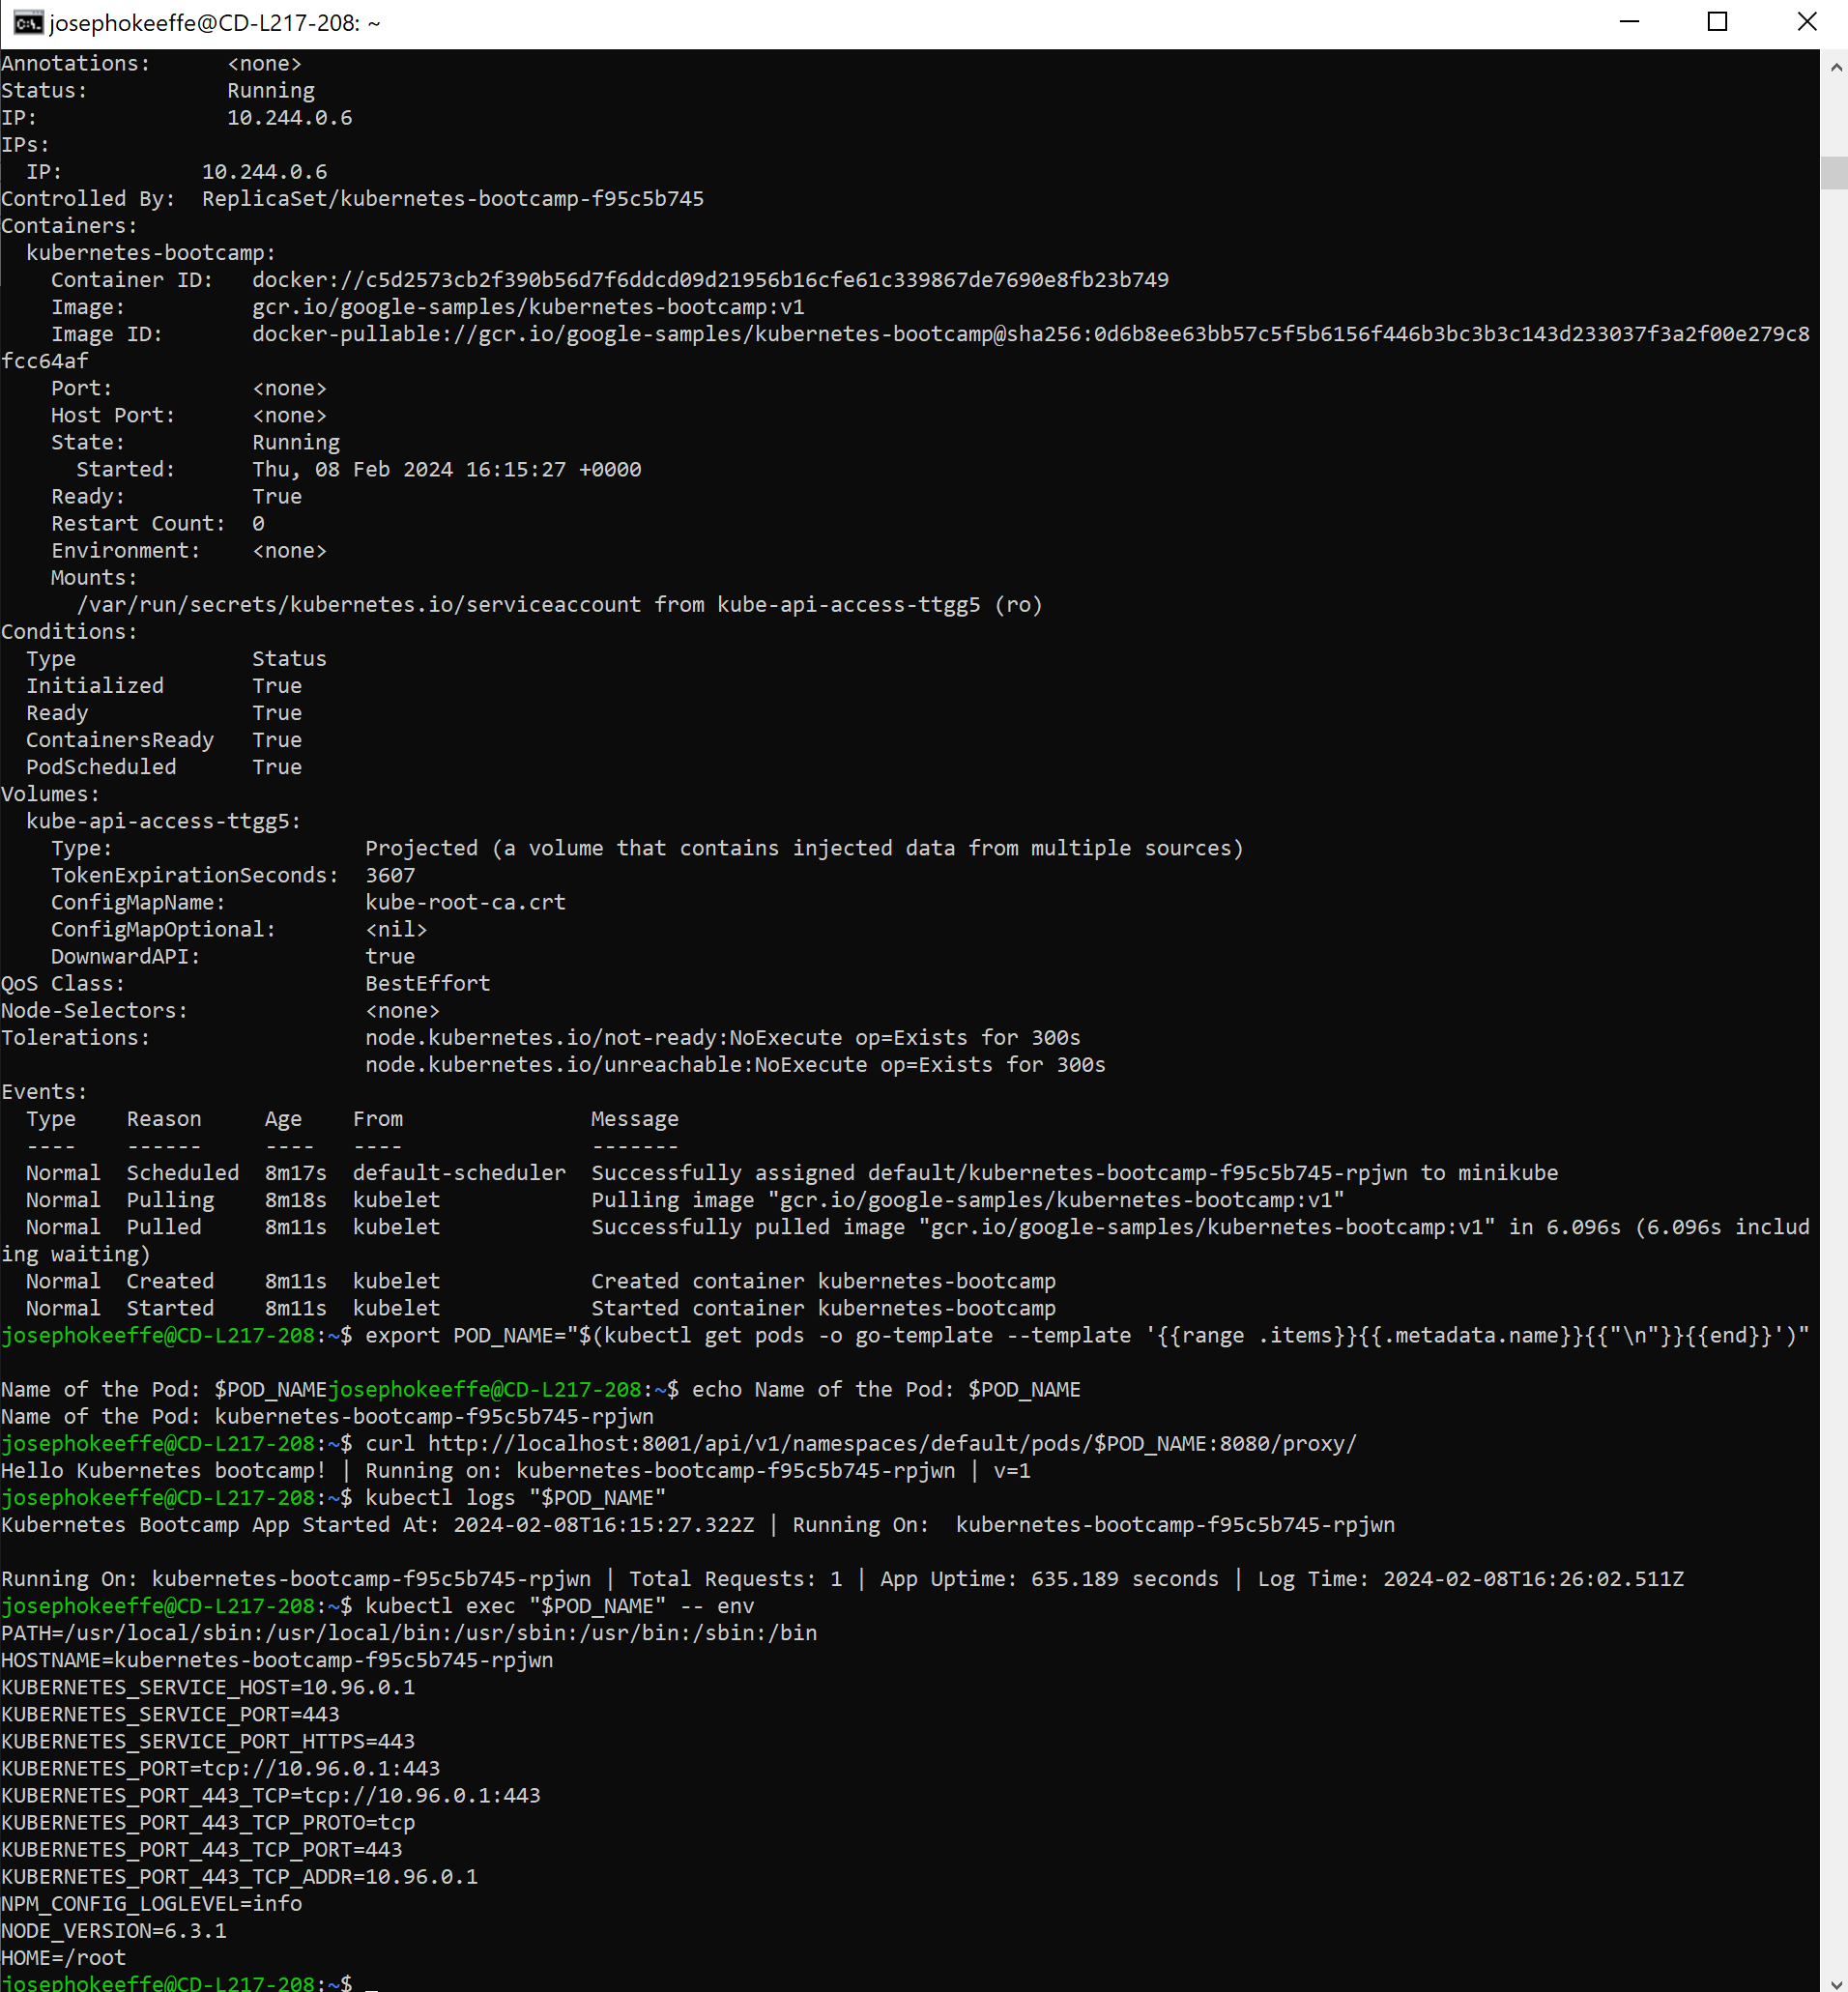 josephokeeffe@CD-L217-208: ~
Annotations:      <none>
Status:           Running
IP:               10.244.0.6
IPs:
  IP:           10.244.0.6
Controlled By:  ReplicaSet/kubernetes-bootcamp-f95c5b745
Containers:
  kubernetes-bootcamp:
    Container ID:   docker://c5d2573cb2f390b56d7f6ddcd09d21956b16cfe61c339867de7690e8fb23b749
    Image:          gcr.io/google-samples/kubernetes-bootcamp:v1
    Image ID:       docker-pullable://gcr.io/google-samples/kubernetes-bootcamp@sha256:0d6b8ee63bb57c5f5b6156f446b3bc3b3c143d233037f3a2f00e279c8
fcc64af
    Port:           <none>
    Host Port:      <none>
    State:          Running
      Started:      Thu, 08 Feb 2024 16:15:27 +0000
    Ready:          True
    Restart Count:  0
    Environment:    <none>
    Mounts:
      /var/run/secrets/kubernetes.io/serviceaccount from kube-api-access-ttgg5 (ro)
Conditions:
  Type              Status
  Initialized       True
  Ready             True
  ContainersReady   True
  PodScheduled      True
Volumes:
  kube-api-access-ttgg5:
    Type:                    Projected (a volume that contains injected data from multiple sources)
    TokenExpirationSeconds:  3607
    ConfigMapName:           kube-root-ca.crt
    ConfigMapOptional:       <nil>
    DownwardAPI:             true
QoS Class:                   BestEffort
Node-Selectors:              <none>
Tolerations:                 node.kubernetes.io/not-ready:NoExecute op=Exists for 300s
                             node.kubernetes.io/unreachable:NoExecute op=Exists for 300s
Events:
  Type    Reason     Age   From               Message
  ----    ------     ----  ----               -------
  Normal  Scheduled  8m17s  default-scheduler  Successfully assigned default/kubernetes-bootcamp-f95c5b745-rpjwn to minikube
  Normal  Pulling    8m18s  kubelet            Pulling image "gcr.io/google-samples/kubernetes-bootcamp:v1"
  Normal  Pulled     8m11s  kubelet            Successfully pulled image "gcr.io/google-samples/kubernetes-bootcamp:v1" in 6.096s (6.096s includ
ing waiting)
  Normal  Created    8m11s  kubelet            Created container kubernetes-bootcamp
  Normal  Started    8m11s  kubelet            Started container kubernetes-bootcamp
josephokeeffe@CD-L217-208:~$ export POD_NAME="$(kubectl get pods -o go-template --template '{{range .items}}{{.metadata.name}}{{"\n"}}{{end}}')"
Name of the Pod: $POD_NAMEjosephokeeffe@CD-L217-208:~$ echo Name of the Pod: $POD_NAME
Name of the Pod: kubernetes-bootcamp-f95c5b745-rpjwn
josephokeeffe@CD-L217-208:~$ curl http://localhost:8001/api/v1/namespaces/default/pods/$POD_NAME:8080/proxy/
Hello Kubernetes bootcamp! | Running on: kubernetes-bootcamp-f95c5b745-rpjwn | v=1
josephokeeffe@CD-L217-208:~$ kubectl logs "$POD_NAME"
Kubernetes Bootcamp App Started At: 2024-02-08T16:15:27.322Z | Running On:  kubernetes-bootcamp-f95c5b745-rpjwn
Running On: kubernetes-bootcamp-f95c5b745-rpjwn | Total Requests: 1 | App Uptime: 635.189 seconds | Log Time: 2024-02-08T16:26:02.511Z
josephokeeffe@CD-L217-208:~$ kubectl exec "$POD_NAME" -- env
PATH=/usr/local/sbin:/usr/local/bin:/usr/sbin:/usr/bin:/sbin:/bin
HOSTNAME=kubernetes-bootcamp-f95c5b745-rpjwn
KUBERNETES_SERVICE_HOST=10.96.0.1
KUBERNETES_SERVICE_PORT=443
KUBERNETES_SERVICE_PORT_HTTPS=443
KUBERNETES_PORT=tcp://10.96.0.1:443
KUBERNETES_PORT_443_TCP=tcp://10.96.0.1:443
KUBERNETES_PORT_443_TCP_PROTO=tcp
KUBERNETES_PORT_443_TCP_PORT=443
KUBERNETES_PORT_443_TCP_ADDR=10.96.0.1
NPM_CONFIG_LOGLEVEL=info
NODE_VERSION=6.3.1
HOME=/root
josephokeeffe@CD-L217-208:~$ _